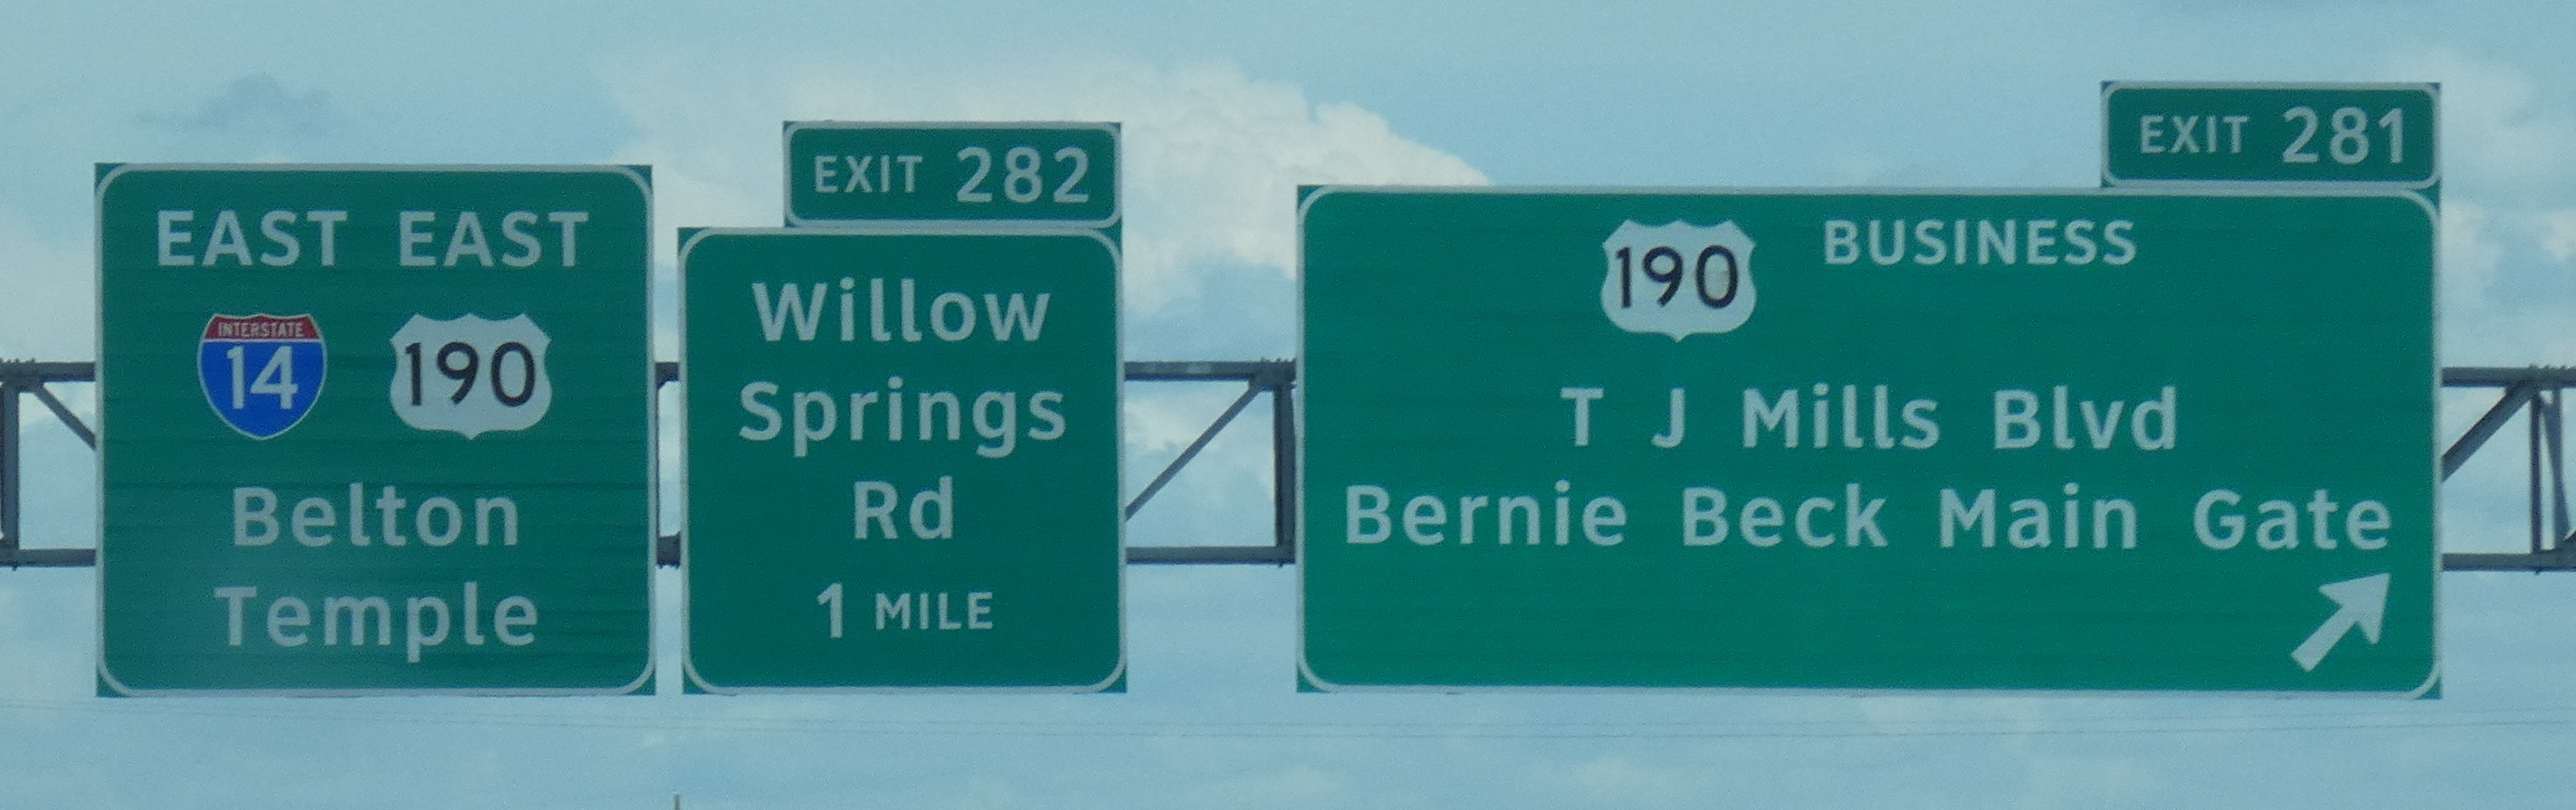 EAST EAST
INTERSTATE
14 190
Belton
Temple
EXIT 282
Willow
Springs
Rd
1 MILE
EXIT 281
190 BUSINESS
T J Mills Blvd
Bernie Beck Main Gate